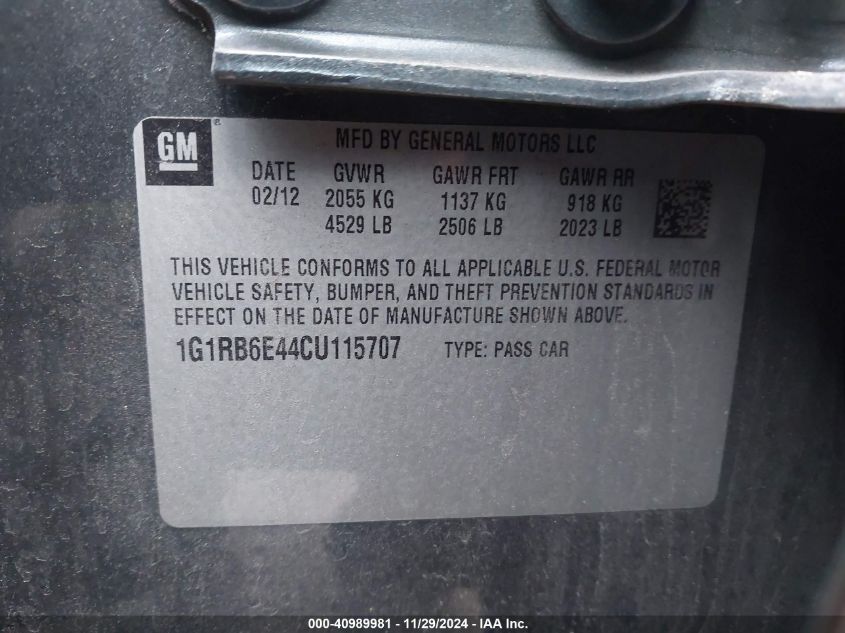 GM
MFD BY GENERAL MOTORS LLC
DATE GVWR GAWR FRT GAWR RR
02/12 2055 KG 1137 KG 918 KG
4529 LB 2506 LB 2023 LB
THIS VEHICLE CONFORMS TO ALL APPLICABLE U.S. FEDERAL MOTOR
VEHICLE SAFETY, BUMPER, AND THEFT PREVENTION STANDARDS IN
EFFECT ON THE DATE OF MANUFACTURE SHOWN ABOVE.
1G1RB6E44CU115707 TYPE: PASS CAR
000-40989981 - 11/29/2024 - IAA Inc.